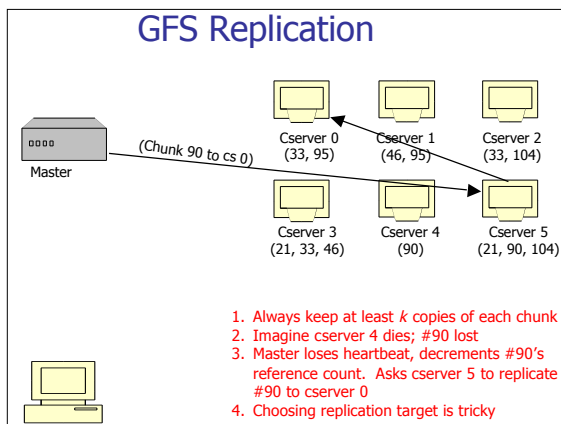 GFS Replication
Cserver 0
(33, 95)
Cserver 1
(46, 95)
Cserver 2
(33, 104)
Master
(Chunk 90 to cs 0)
Cserver 3
(21, 33, 46)
Cserver 4
(90)
Cserver 5
(21, 90, 104)
1. Always keep at least k copies of each chunk
2. Imagine cserver 4 dies; #90 lost
3. Master loses heartbeat, decrements #90's
reference count. Asks cserver 5 to replicate
#90 to cserver 0
4. Choosing replication target is tricky